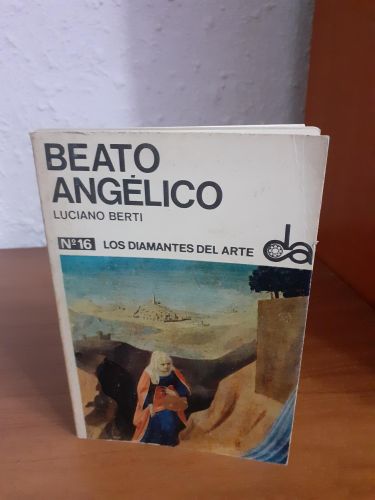 BEATO
ANGÉLICO
LUCIANO BERTI
Nº16 LOS DIAMANTES DEL ARTE da